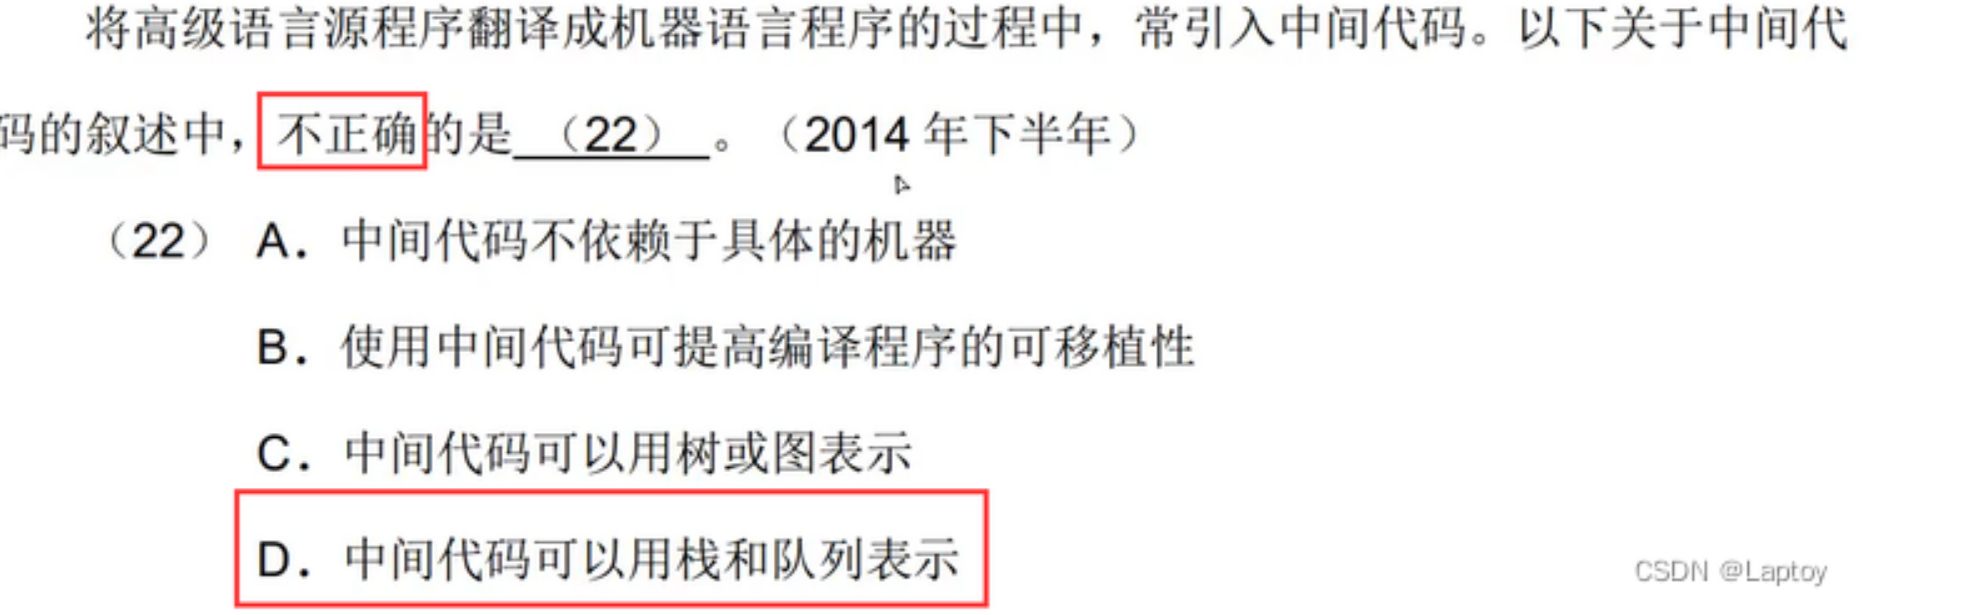 将高级语言源程序翻译成机器语言程序的过程中，常引入中间代码。以下关于中间代
码的叙述中，不正确的是 （22） 。（2014 年下半年）
（22） A．中间代码不依赖于具体的机器
B．使用中间代码可提高编译程序的可移植性
C．中间代码可以用树或图表示
D．中间代码可以用栈和队列表示
CSDN @Laptoy